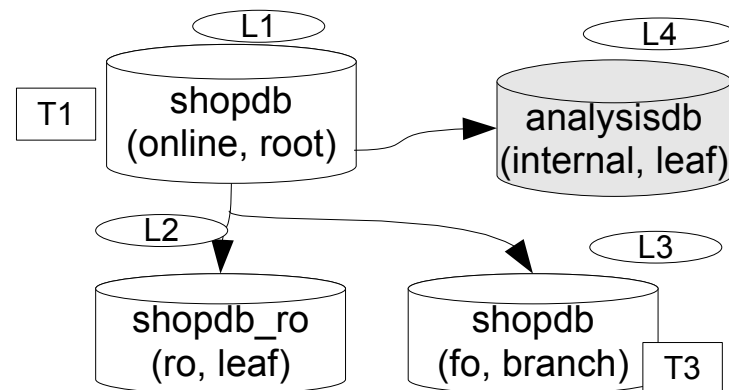 L1
L4
T1
shopdb
(online, root)
analysisdb
(internal, leaf)
L2
L3
shopdb_ro
(ro, leaf)
shopdb
(fo, branch)
T3